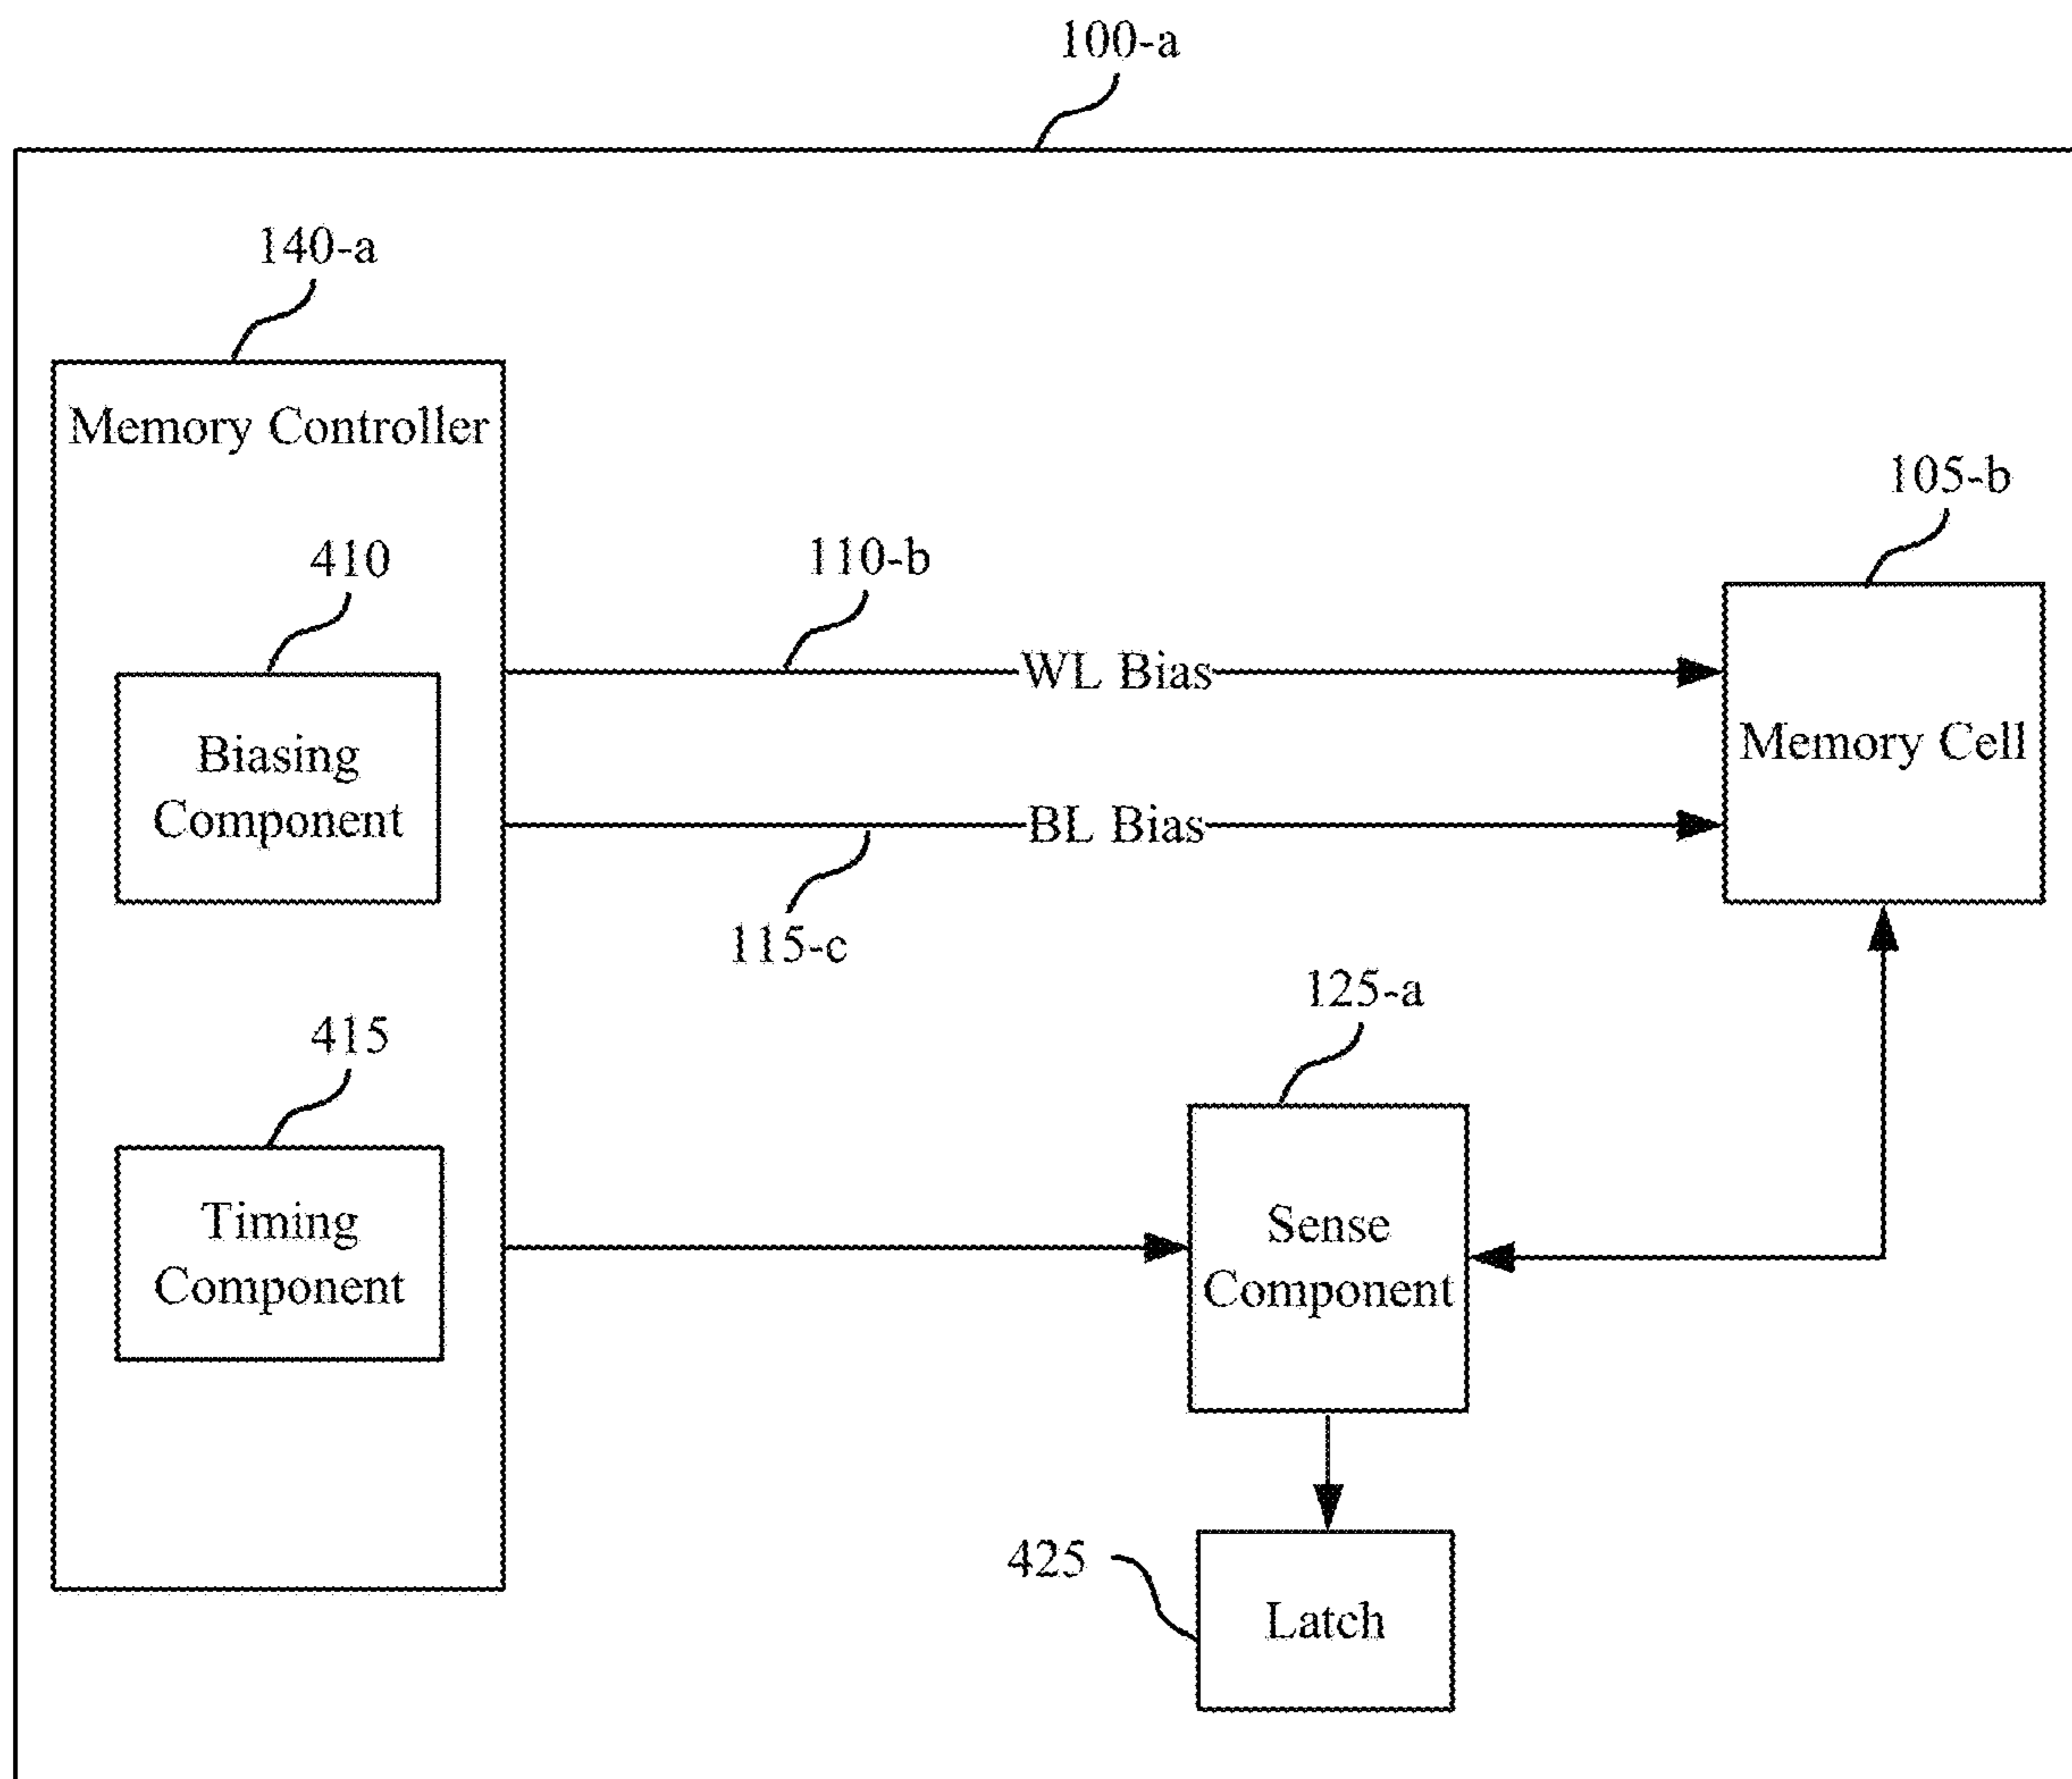 100-a
140-a
Memory Controller
105-b
410
110-b
WL Bias
Memory Cell
Biasing
Component
BL Bias
115-c
125-a
415
Timing
Component
Sense
Component
425
Latch